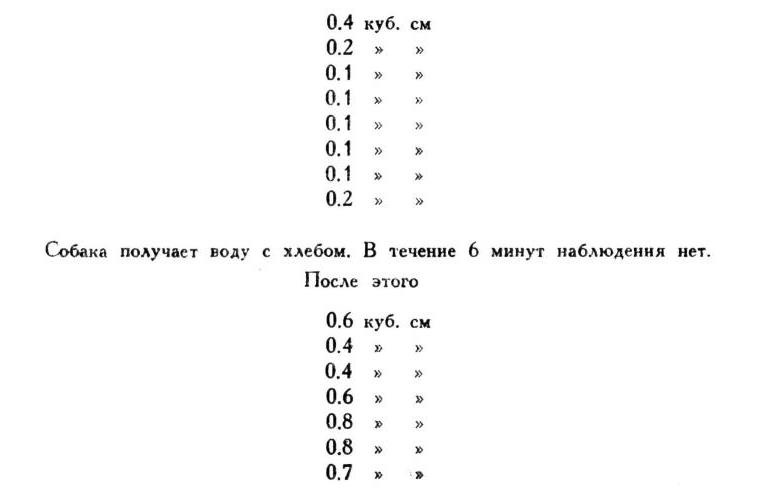 0.4 куб. см
0.2 » »
0.1 » »
0.1 » »
0.1 » »
0.1 » »
0.1 » »
0.2 » »
Собака получает воду с хлебом. В течение 6 минут наблюдения нет.
После этого
0.6 куб. см
0.4 » »
0.4 » »
0.6 » »
0.8 » »
0.8 » »
0.7 » »